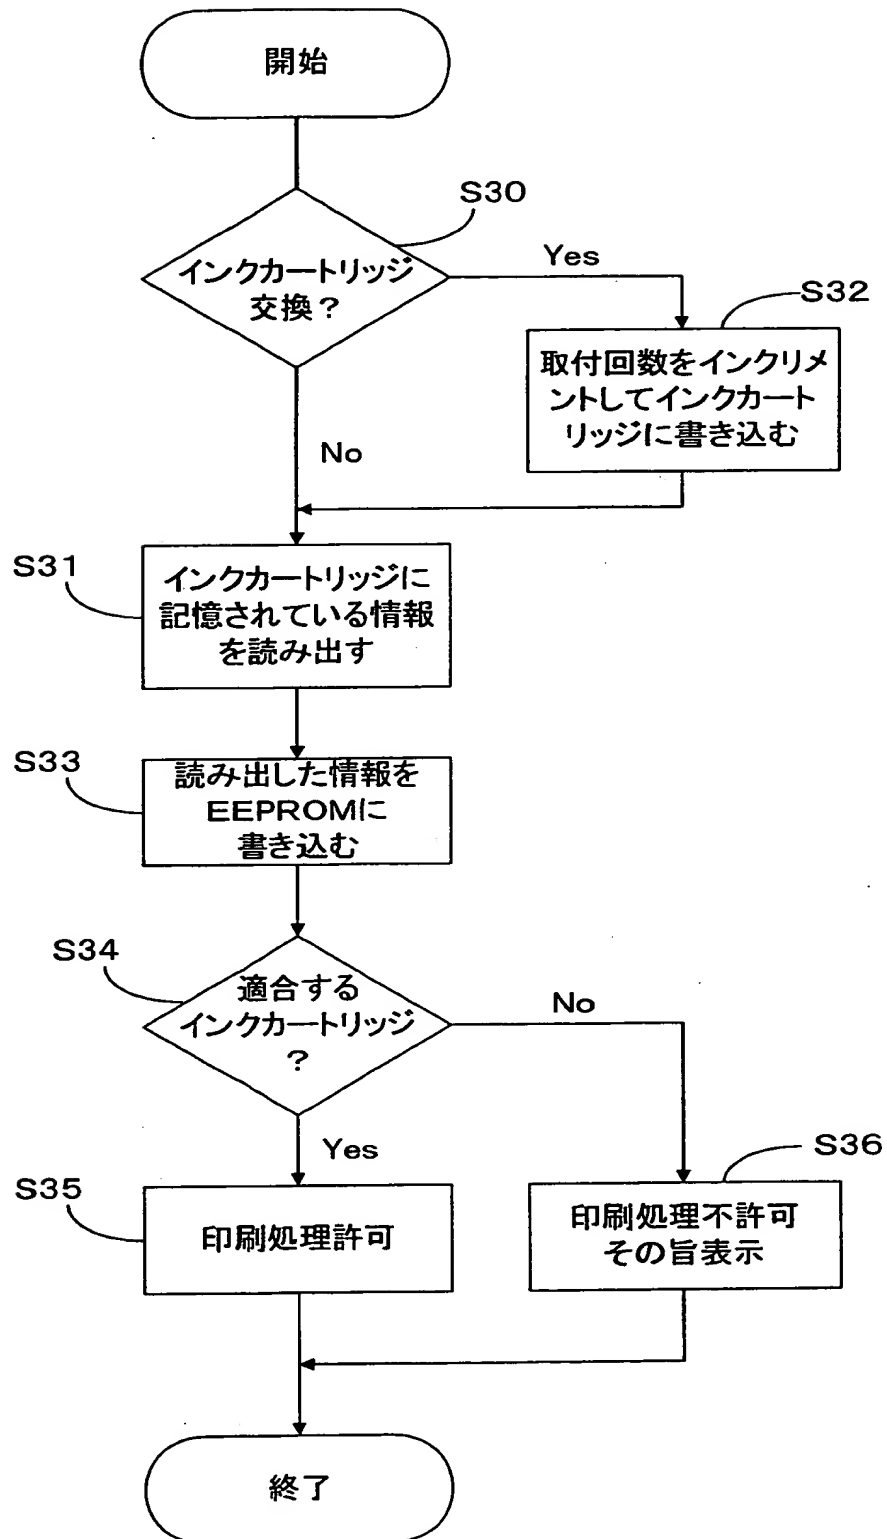 開始
S30
インクカートリッジ
交換？
Yes
S32
取付回数をインクリメ
ントしてインクカート
リッジに書き込む
No
S31
インクカートリッジに
記憶されている情報
を読み出す
S33
読み出した情報を
EEPROMに
書き込む
S34
適合する
インクカートリッジ
？
No
Yes
S36
S35
印刷処理許可
印刷処理不許可
その旨表示
終了